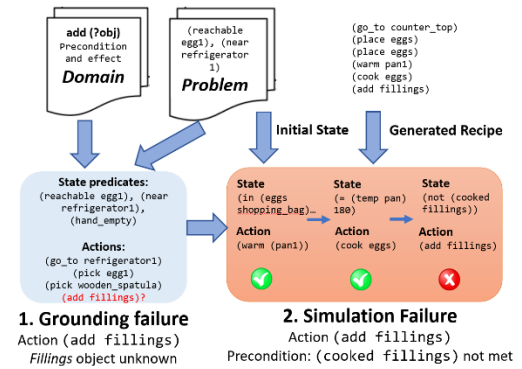 add (?obj)
Precondition
and effect
Domain
(reachable
egg1), (near
refrigerator
1)
Problem
(go_to counter_top)
(place eggs)
(place eggs)
(warm pan1)
(cook eggs)
(add fillings)
Initial State
Generated Recipe
State predicates:
(reachable egg1), (near
refrigerator1),
(hand_empty)
Actions:
(go_to refrigerator1)
(pick egg1)
(pick wooden_spatula)
(add fillings)?
State
(in (eggs
shopping_bag)…
Action
(warm (pan1))
State
(= (temp pan)
180)
Action
(cook eggs)
State
(not (cooked
fillings))
Action
(add fillings)
1. Grounding failure
Action (add fillings)
Fillings object unknown
2. Simulation Failure
Action (add fillings)
Precondition: (cooked fillings) not met